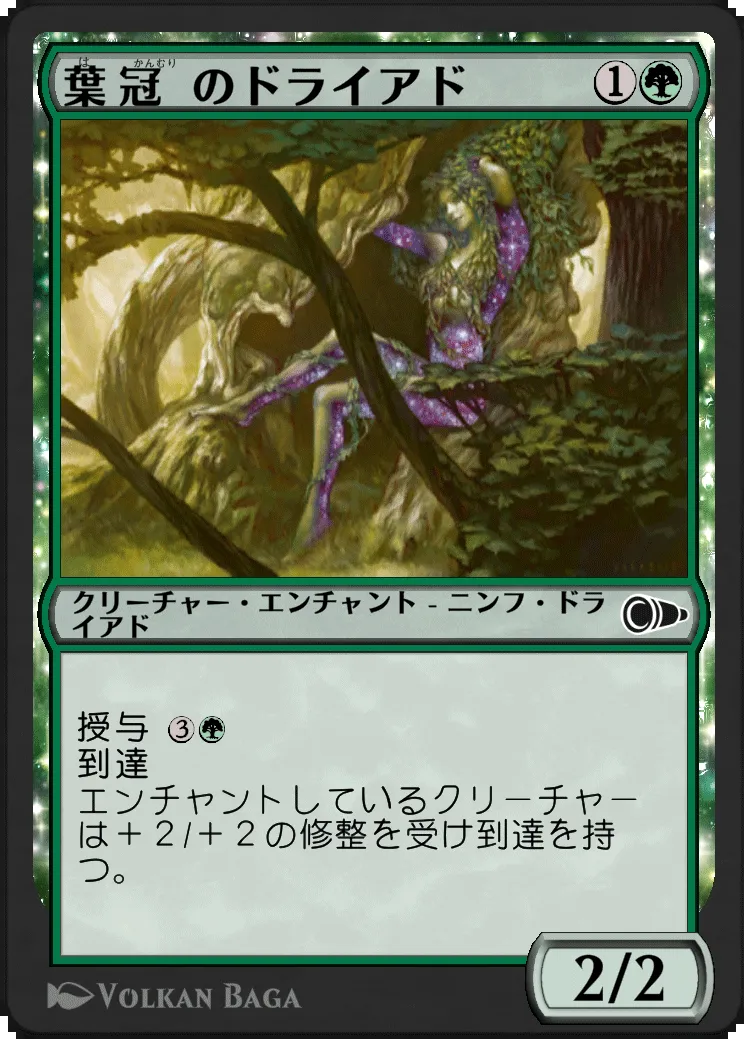 葉冠のドライアド 1
はかんむり
クリーチャー・エンチャント - ニンフ・ドラ
イアド
授与 3
到達
エンチャントしているクリーチャー
は＋２/＋２の修整を受け到達を持
つ。
2/2
VOLKAN BAGA